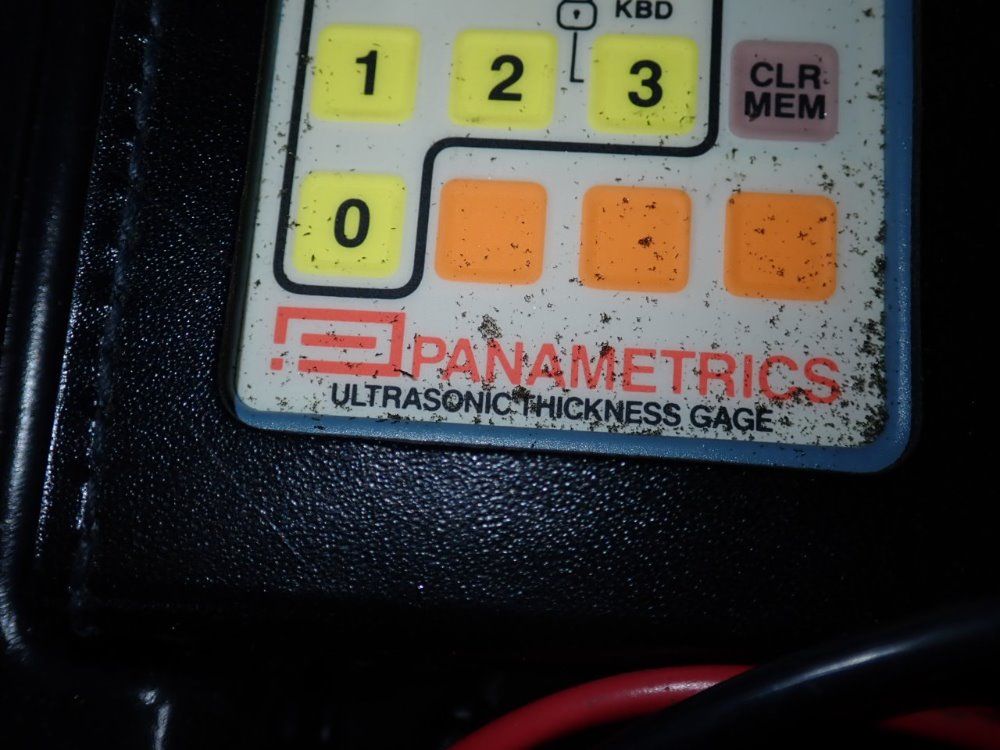 KBD
1 2 3 CLR
MEM
0
PANAMETRICS
ULTRASONIC THICKNESS GAGE